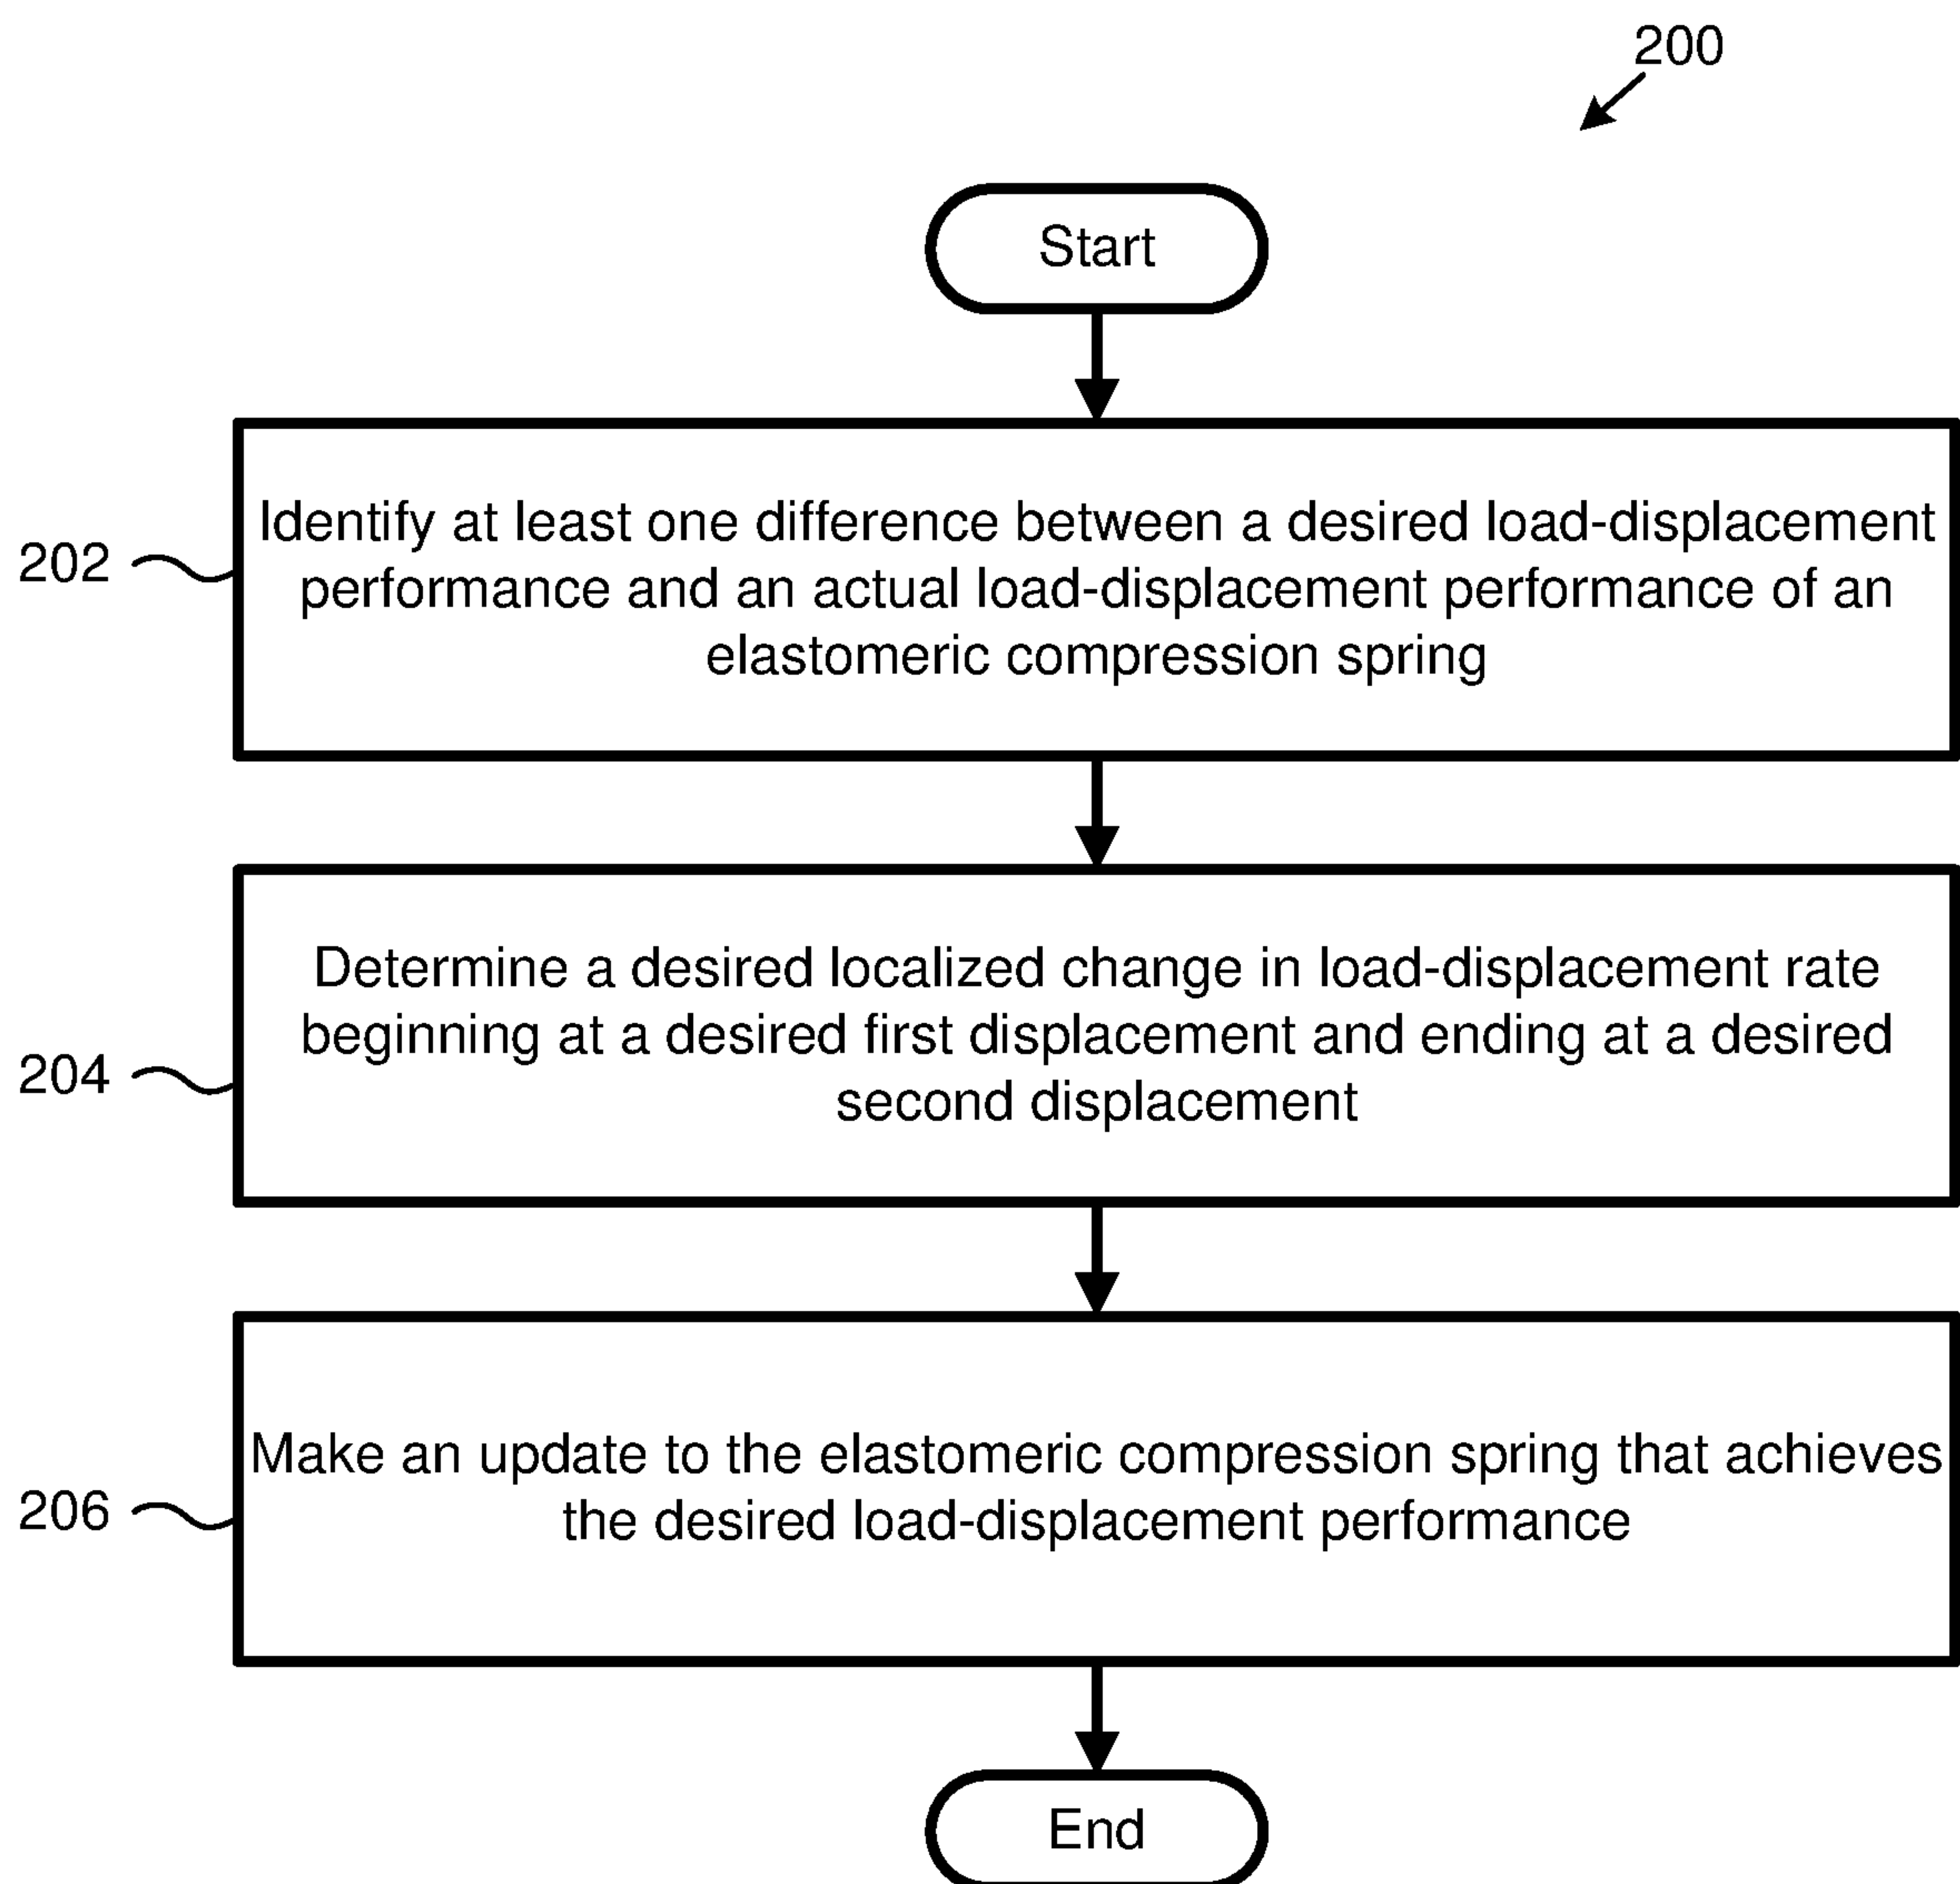 200
Start
202
Identify at least one difference between a desired load-displacement
performance and an actual load-displacement performance of an
elastomeric compression spring
204
Determine a desired localized change in load-displacement rate
beginning at a desired first displacement and ending at a desired
second displacement
206
Make an update to the elastomeric compression spring that achieves
the desired load-displacement performance
End